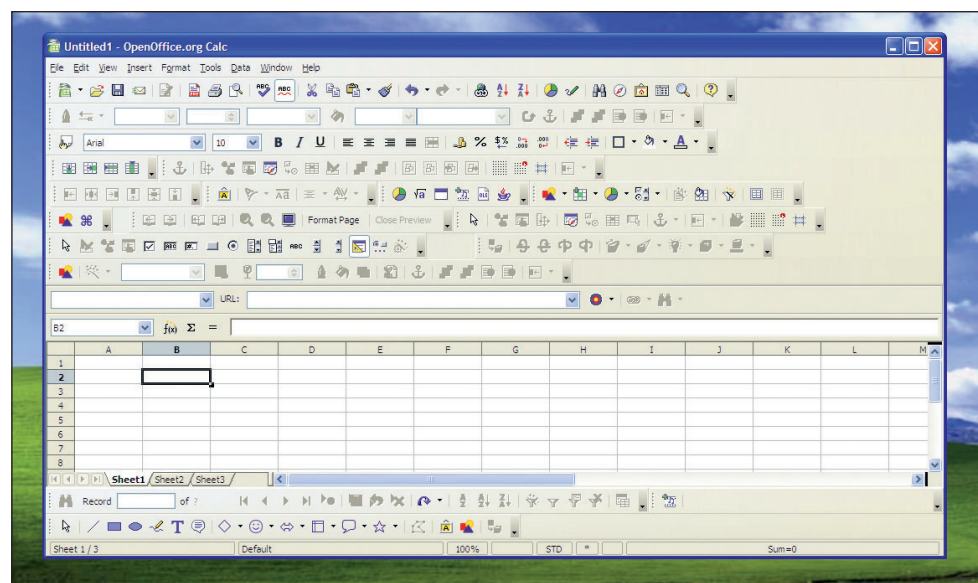 Untitled1 - OpenOffice.org Calc
File Edit View Insert Format Tools Data Window Help
Arial 10 B I U
Format Page Close Preview
URL:
B2 f(x) Σ =
A B C D E F G H I J K L M
1
2
3
4
5
6
7
8
Sheet1 Sheet2 Sheet3
Record of ?
Sheet 1 / 3 Default 100% STD * Sum=0